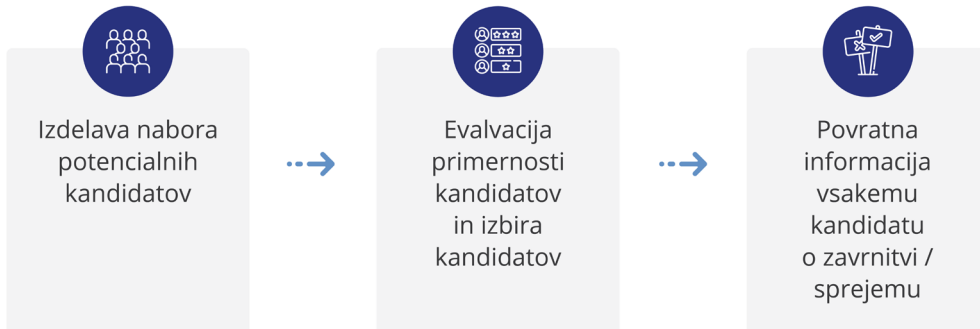 Izdelava nabora
potencialnih
kandidatov
Evalvacija
primernosti
kandidatov
in izbira
kandidatov
Povratna
informacija
vsakemu
kandidatu
o zavrnitvi /
sprejemu